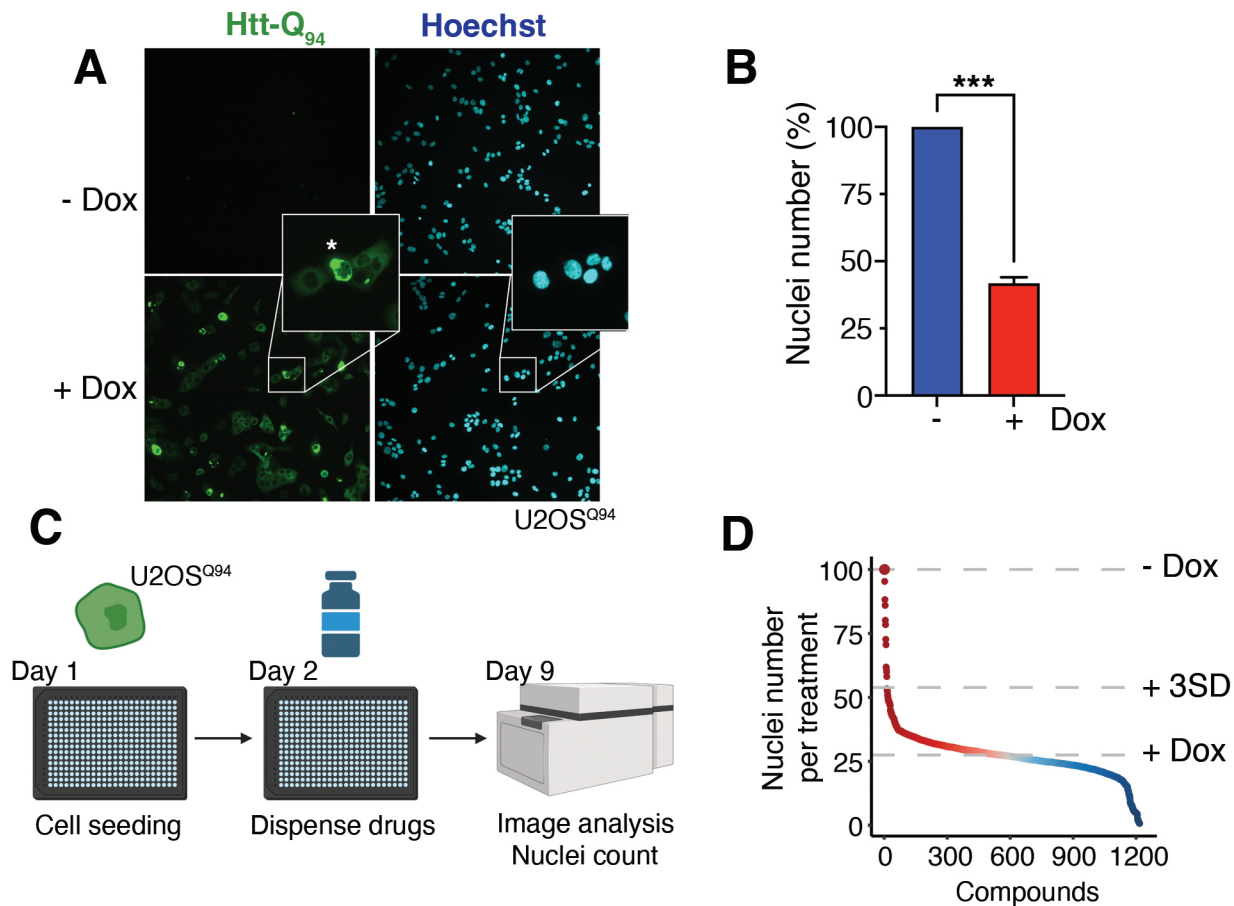 A
Htt-Q94
Hoechst
- Dox
*
+ Dox
U2OSQ94
B
Nuclei number (%)
***
100
75
50
25
0
-
+
Dox
C
U2OSQ94
Day 1
Day 2
Day 9
Cell seeding
Dispense drugs
Image analysis
Nuclei count
D
Nuclei number
per treatment
100
75
50
25
0
- Dox
+ 3SD
+ Dox
0
300
600
900
1200
Compounds